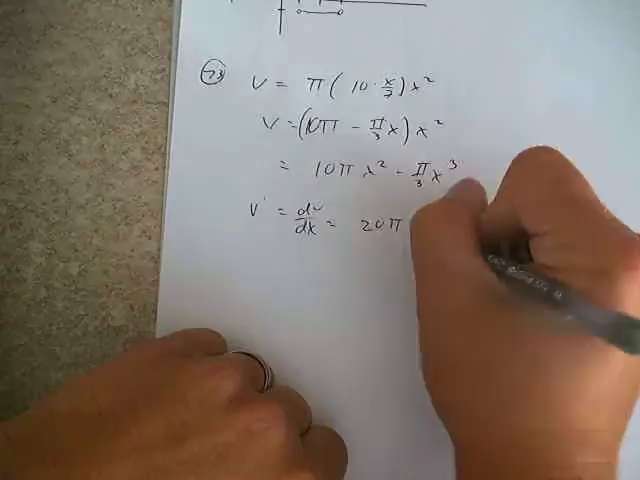 73 V = π ( 10 · x/3 ) x²
V = (10π - π/3 x) x²
= 10π x² - π/3 x³
V' = dv/dx = 20π